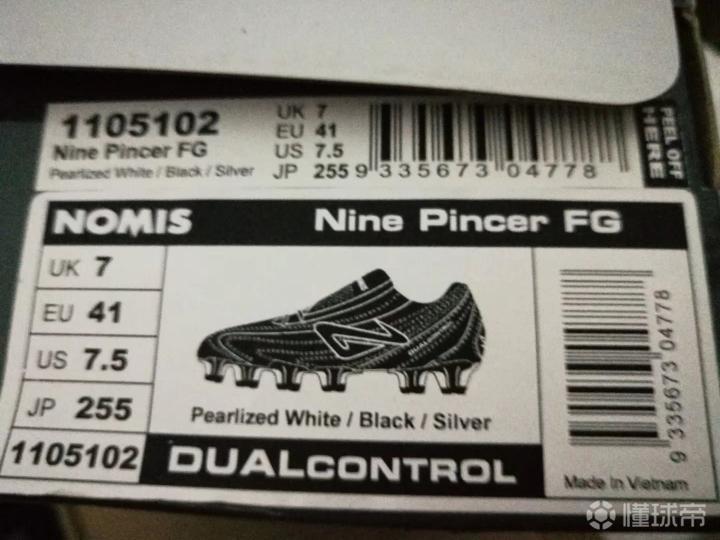 1105102
Nine Pincer FG
Pearlized White / Black / Silver
UK 7
EU 41
US 7.5
JP 255
9 335673 04778
PEEL OFF
HERE
NOMIS Nine Pincer FG
UK 7
EU 41
US 7.5
JP 255
1105102
DUALCONTROL
Pearlized White / Black / Silver
DUALCONTROL
9 335673 04778
Made In Vietnam
懂球帝